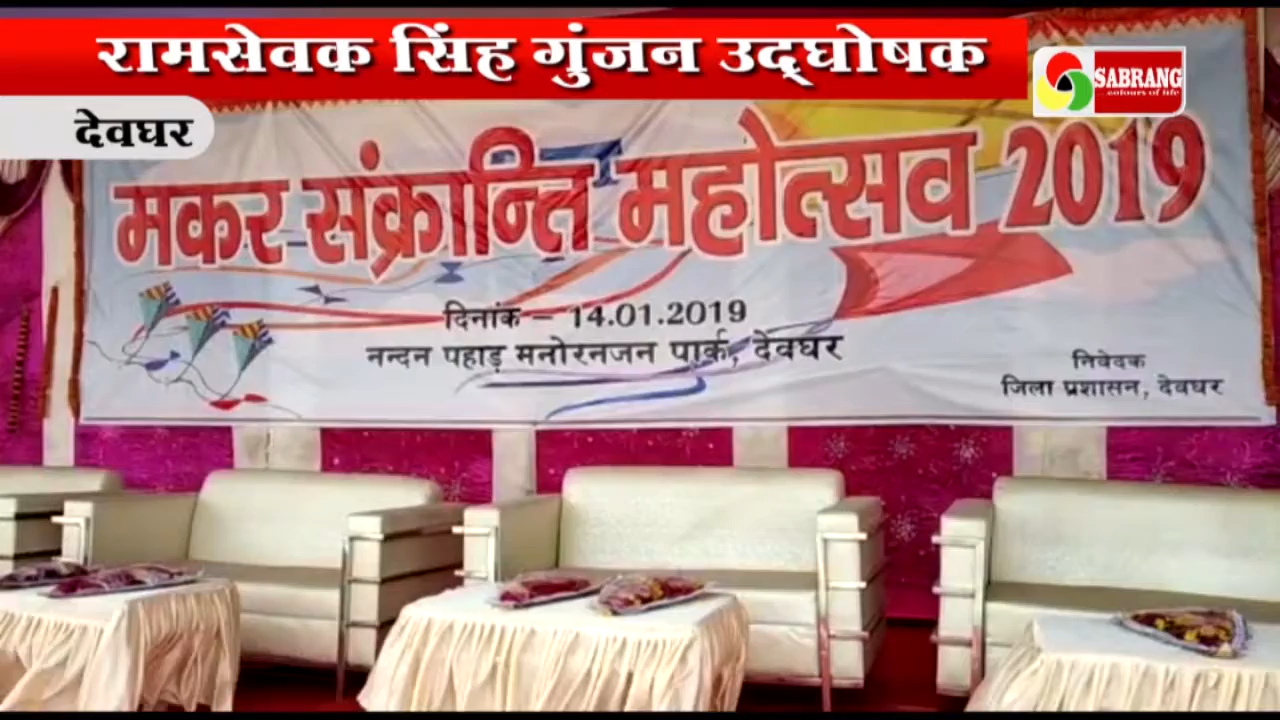 रामसेवक सिंह गुंजन उद्‌घोषक
SABRANG
colours of life
देवघर
मकर संक्रान्ति महोत्सव 2019
दिनांक – 14.01.2019
नन्दन पहाड़ मनोरनजन पार्क, देवघर
निवेदक
जिला प्रशासन, देवघर